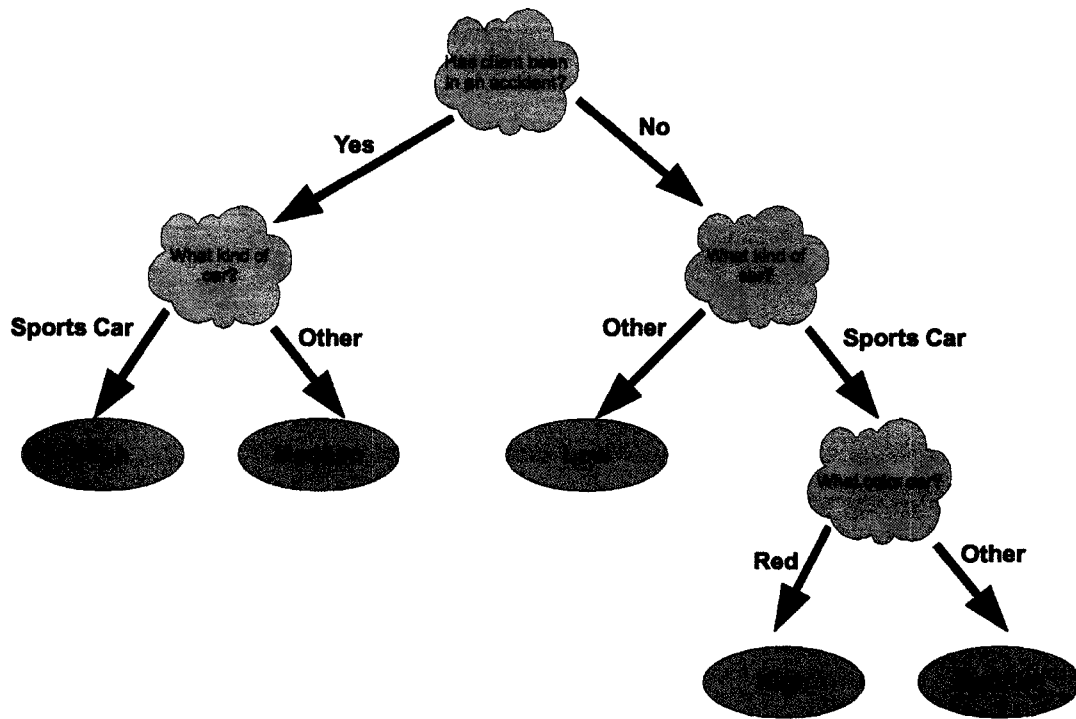 Has client been
in an accident?
Yes
No
What kind of
car?
What kind of
car?
Sports Car
Other
Other
Sports Car
What color car?
Red
Other